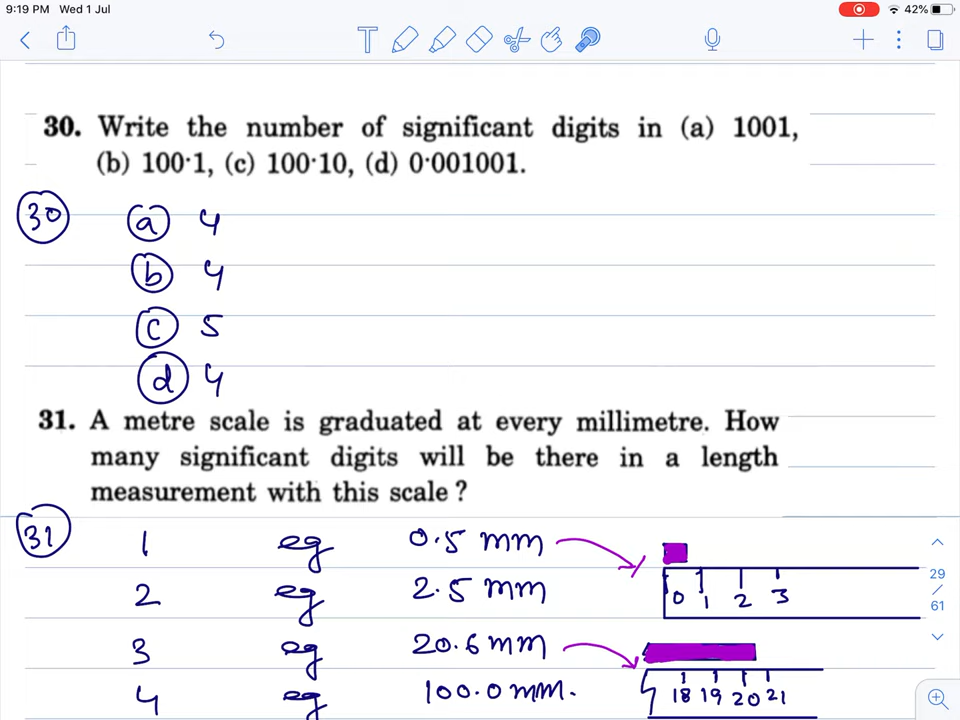 9:19 PM Wed 1 Jul 42%
30. Write the number of significant digits in (a) 1001,
(b) 100·1, (c) 100·10, (d) 0·001001.
30 a 4
b 4
c 5
d 4
31. A metre scale is graduated at every millimetre. How
many significant digits will be there in a length
measurement with this scale ?
31 1 eg 0.5 mm
0 1 2 3
2 eg 2.5 mm
3 eg 20.6 mm
4 eg 100.0 mm.
18 19 20 21
29
/
61